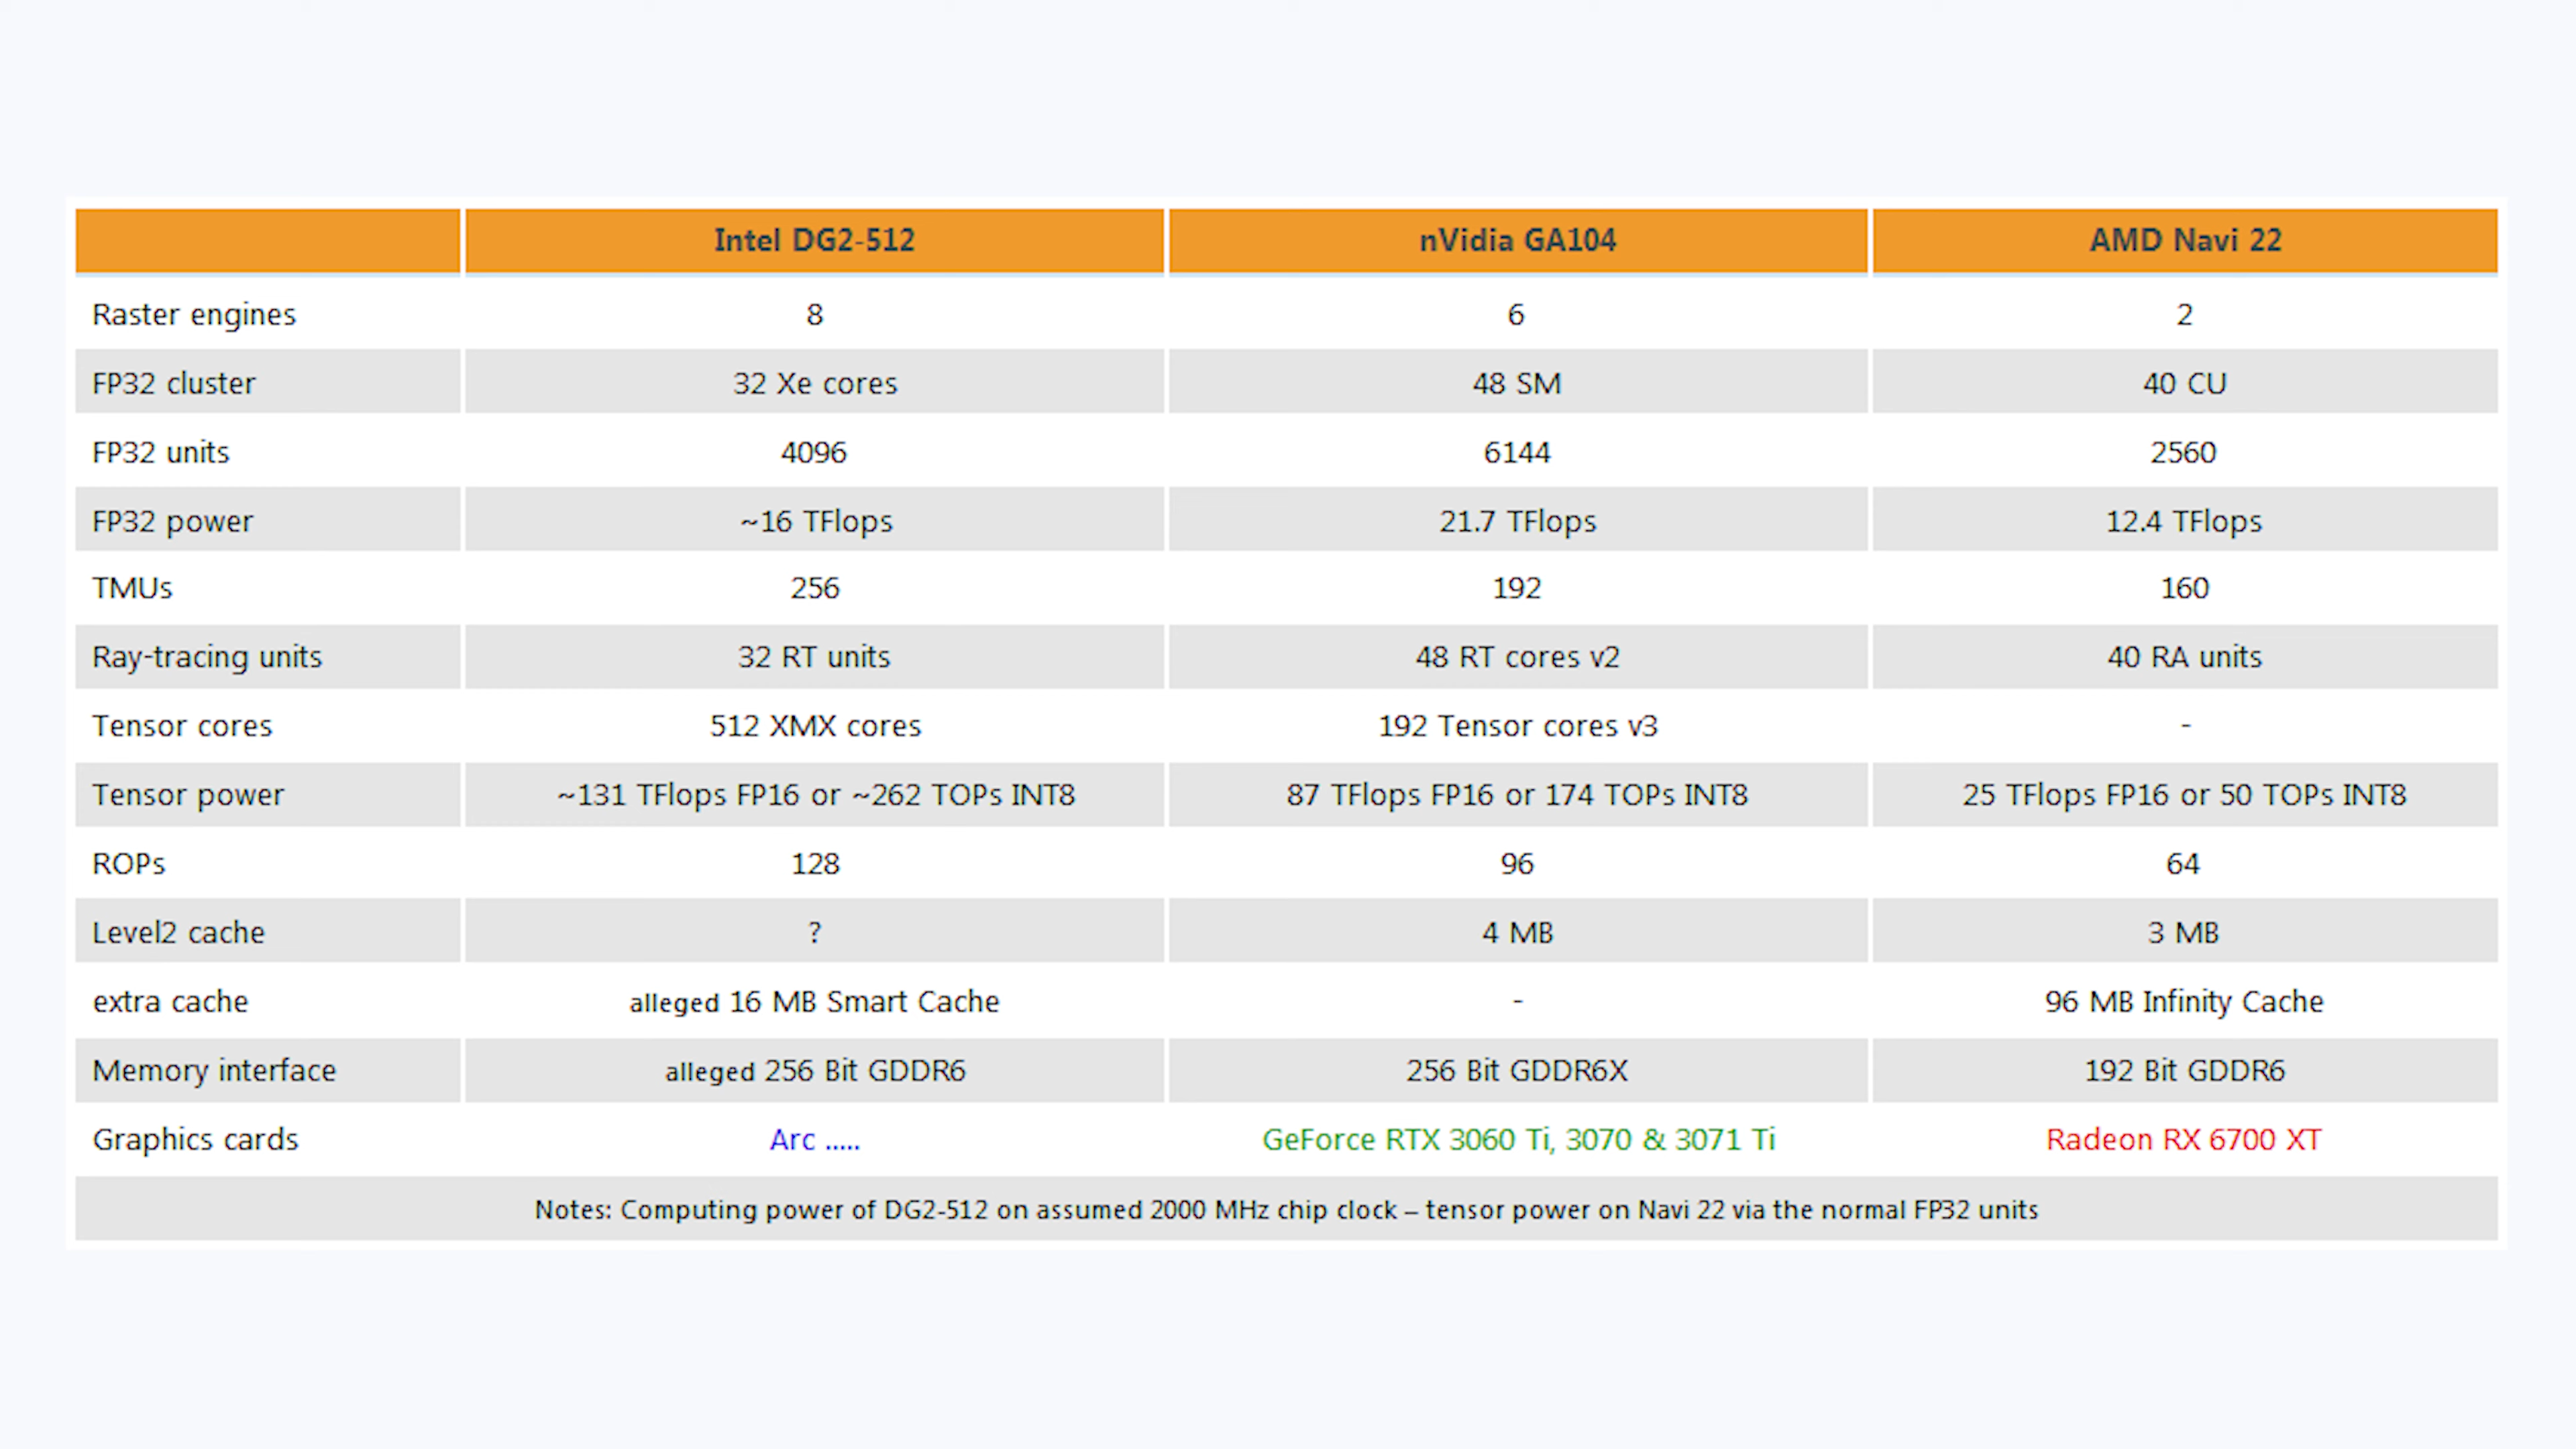 Intel DG2-512 nVidia GA104 AMD Navi 22
Raster engines 8 6 2
FP32 cluster 32 Xe cores 48 SM 40 CU
FP32 units 4096 6144 2560
FP32 power ~16 TFlops 21.7 TFlops 12.4 TFlops
TMUs 256 192 160
Ray-tracing units 32 RT units 48 RT cores v2 40 RA units
Tensor cores 512 XMX cores 192 Tensor cores v3 -
Tensor power ~131 TFlops FP16 or ~262 TOPs INT8 87 TFlops FP16 or 174 TOPs INT8 25 TFlops FP16 or 50 TOPs INT8
ROPs 128 96 64
Level2 cache ? 4 MB 3 MB
extra cache alleged 16 MB Smart Cache - 96 MB Infinity Cache
Memory interface alleged 256 Bit GDDR6 256 Bit GDDR6X 192 Bit GDDR6
Graphics cards Arc ..... GeForce RTX 3060 Ti, 3070 & 3071 Ti Radeon RX 6700 XT
Notes: Computing power of DG2-512 on assumed 2000 MHz chip clock – tensor power on Navi 22 via the normal FP32 units